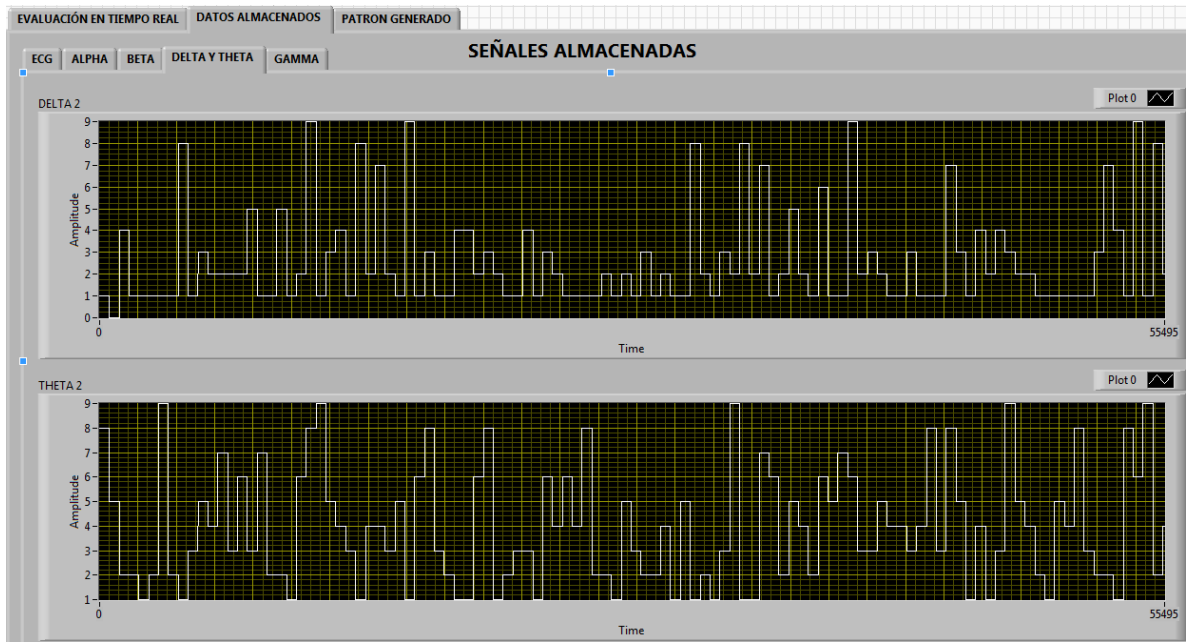 EVALUACIÓN EN TIEMPO REAL DATOS ALMACENADOS PATRON GENERADO
ECG ALPHA BETA DELTA Y THETA GAMMA
SEÑALES ALMACENADAS
DELTA 2
Plot 0
Amplitude
9
8
7
6
5
4
3
2
1
0
0 55495
Time
THETA 2
Plot 0
Amplitude
9
8
7
6
5
4
3
2
1
0 55495
Time